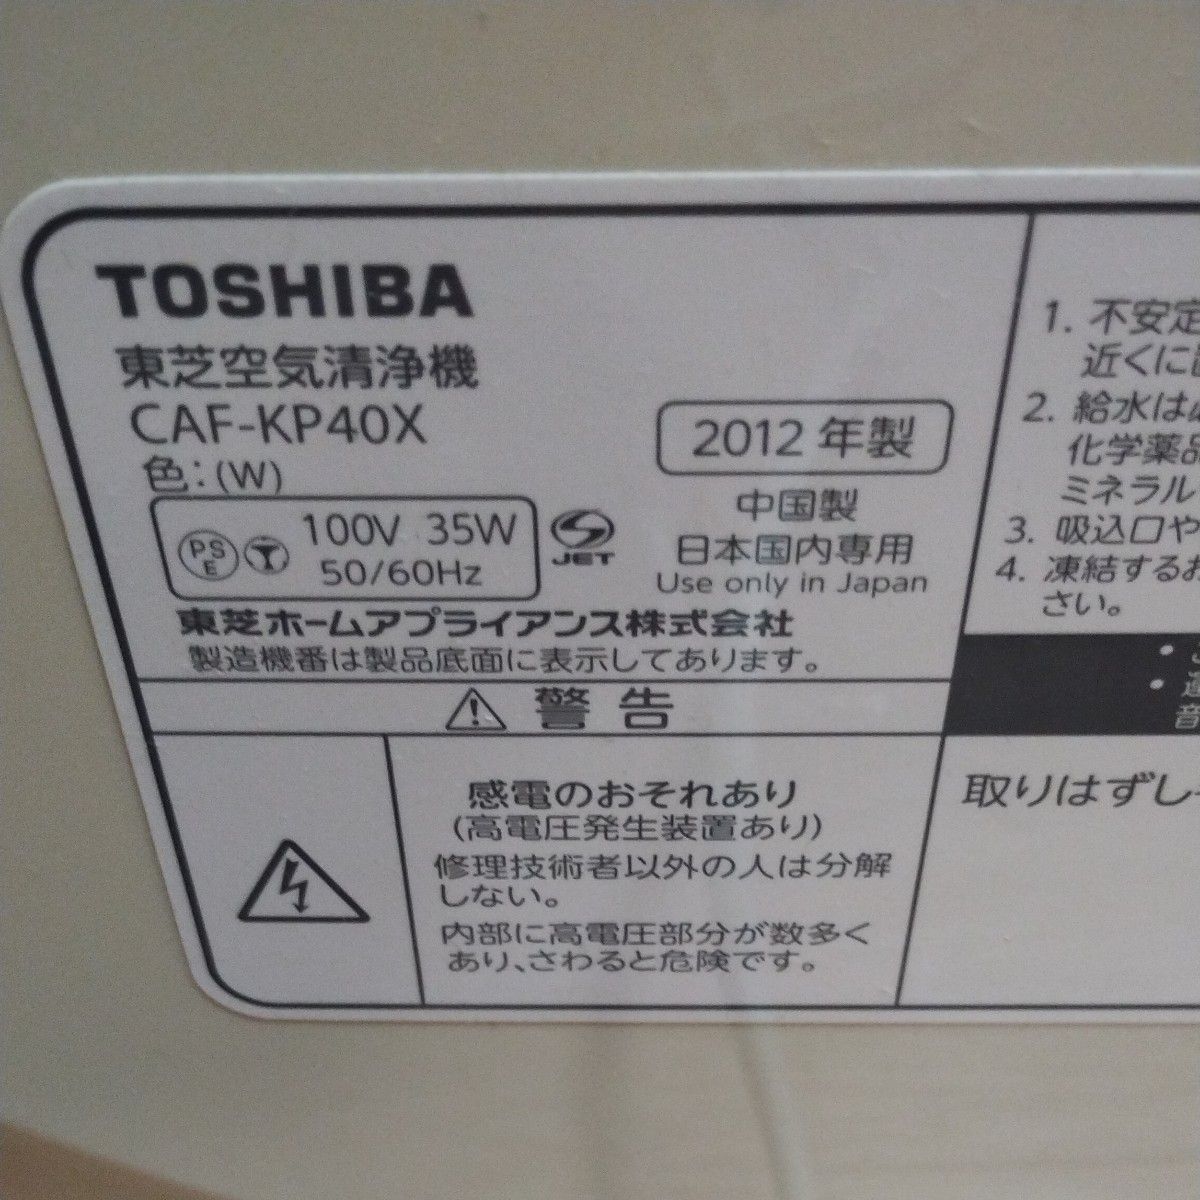 TOSHIBA
東芝空気清浄機
CAF-KP40X
色:(W)
2012 年製
中国製
日本国内専用
Use only in Japan
PS
E
100V 35W
50/60Hz
JET
東芝ホームアプライアンス株式会社
製造機番は製品底面に表示してあります。
警告
感電のおそれあり
(高電圧発生装置あり)
修理技術者以外の人は分解
しない。
内部に高電圧部分が数多く
あり、さわると危険です。
1. 不安定
近くに
2. 給水は
化学薬品
ミネラル
3. 吸込口や
4. 凍結するお
さい。
音
取りはずし